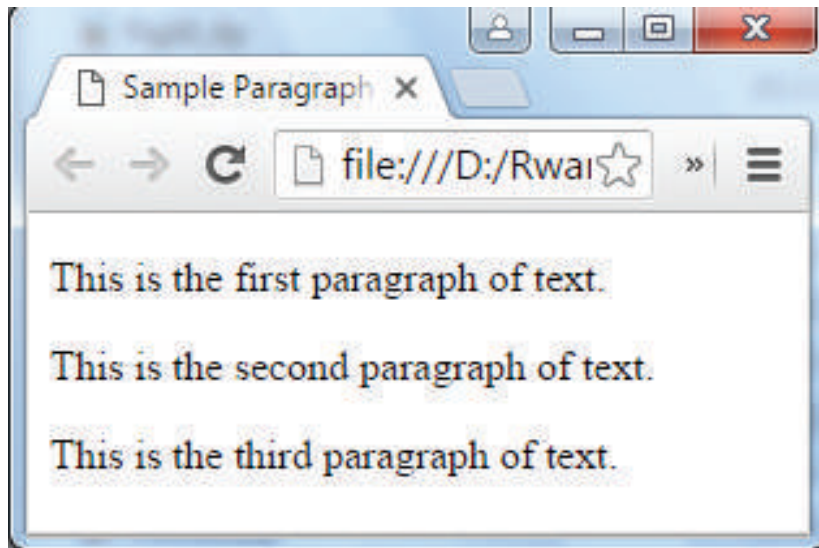 Sample Paragraph
file:///D:/Rwan
This is the first paragraph of text.
This is the second paragraph of text.
This is the third paragraph of text.